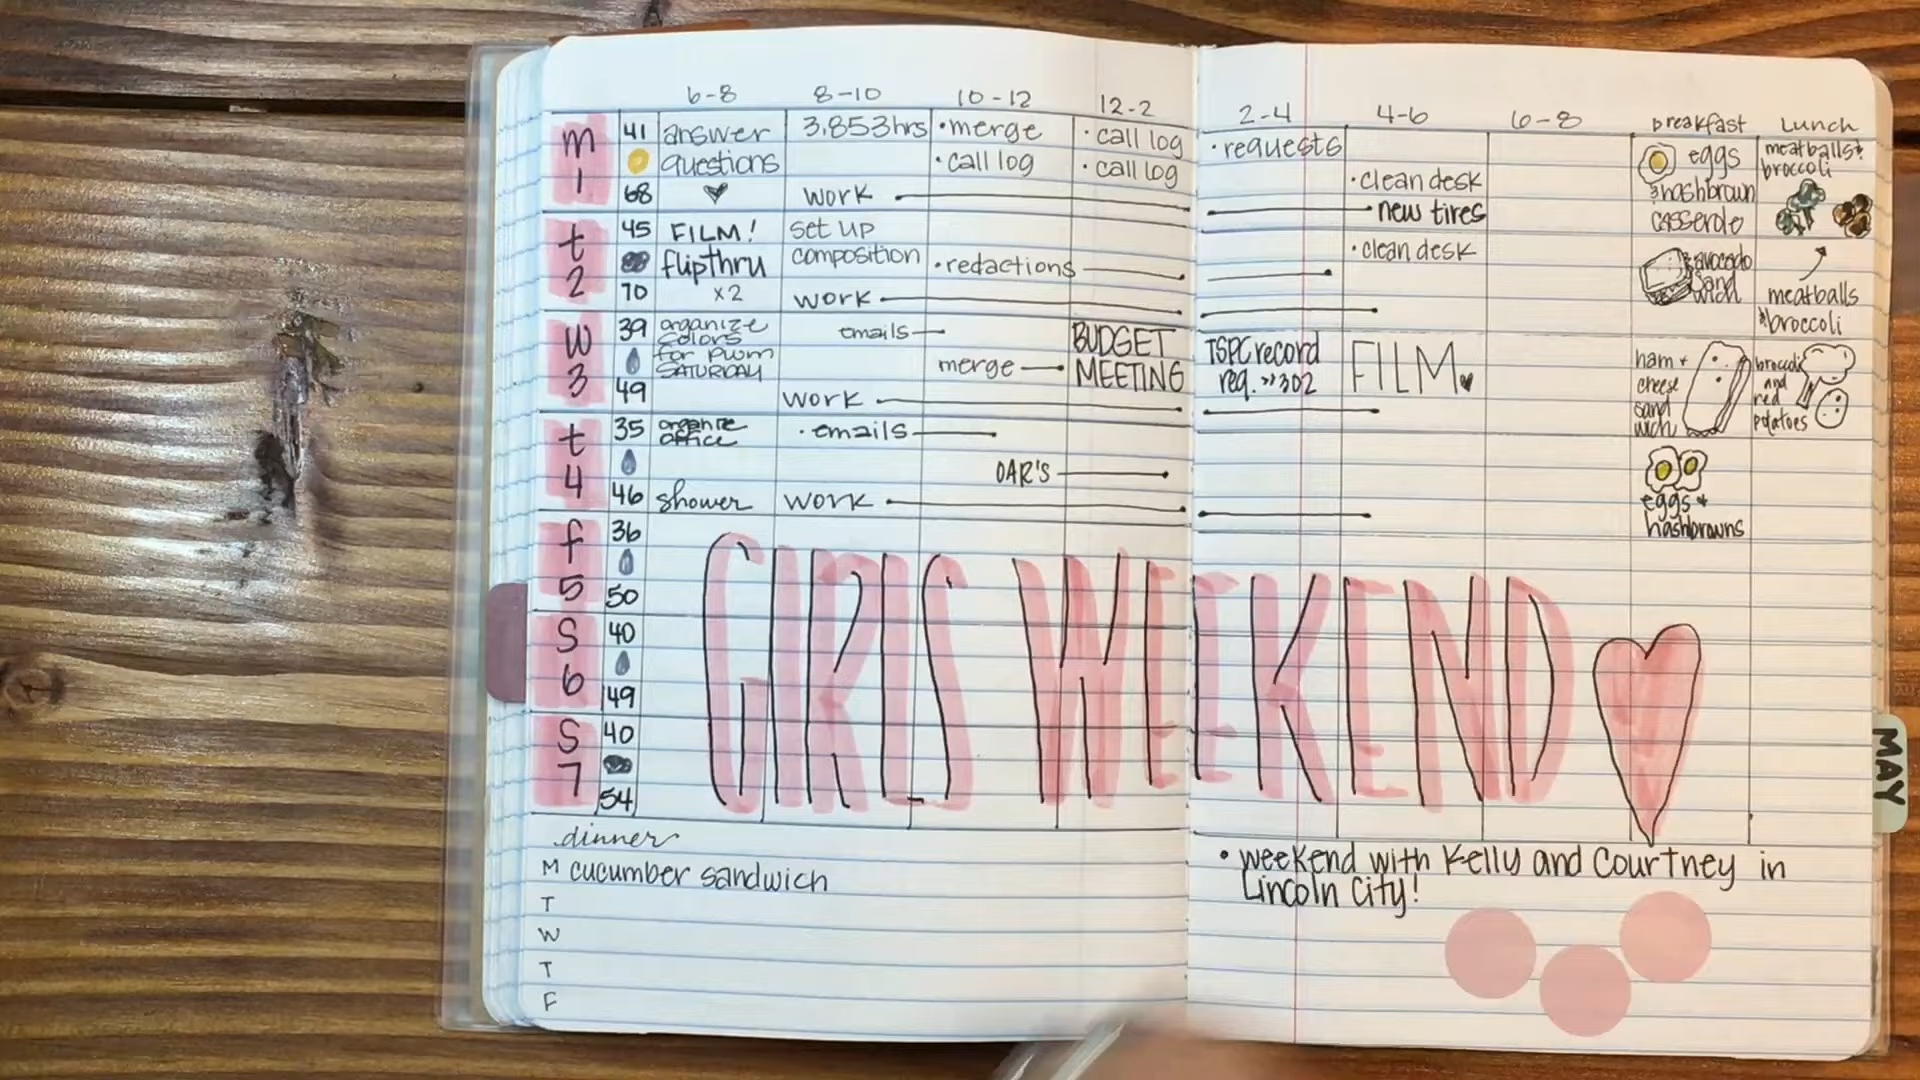 6-8 8-10 10-12 12-2 2-4 4-6 6-8 breakfast Lunch
M 1
41
68
answer
questions
3,853hrs
work
•merge
•call log
•call log
•call log
•requests
•clean desk
new tires
eggs
& hashbrown
casserole
meatballs &
broccoli
t 2
45
70
FILM!
flipthru
x2
set up
composition
work
•redactions
•clean desk
avocado
sandwich
meatballs
& broccoli
W 3
39
49
organize
colors
for pwm
SATURDAY
emails
work
merge
BUDGET
MEETING
TSPC record
req. >> 302
FILM
ham +
cheese
sand
wich
broccoli
and
red
potatoes
t 4
35
46
organize
office
shower
•emails
work
OAR'S
eggs +
hashbrowns
f 5
36
50
S 6
40
49
S 7
40
54
GIRLS WEEKEND
dinner
M cucumber sandwich
T
W
T
F
• weekend with Kelly and Courtney in
Lincoln City!
MAY